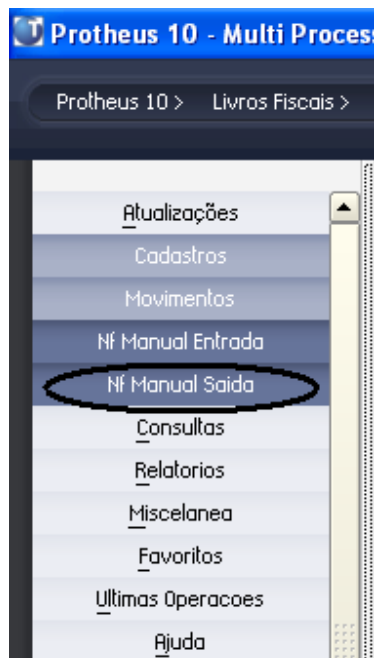 Protheus 10 - Multi Proces
Protheus 10 > Livros Fiscais >
Atualizações
Cadastros
Movimentos
Nf Manual Entrada
Nf Manual Saida
Consultas
Relatorios
Miscelanea
Favoritos
Ultimas Operacoes
Ajuda